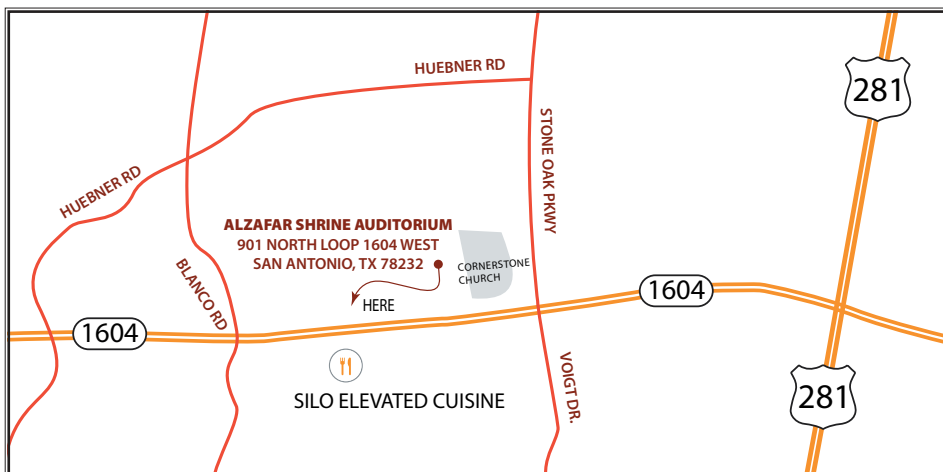 HUEBNER RD
281
STONE OAK PKWY
HUEBNER RD
ALZAFAR SHRINE AUDITORIUM
901 NORTH LOOP 1604 WEST
SAN ANTONIO, TX 78232
CORNERSTONE
CHURCH
BLANCO RD
HERE
1604
1604
VOIGT DR.
281
SILO ELEVATED CUISINE